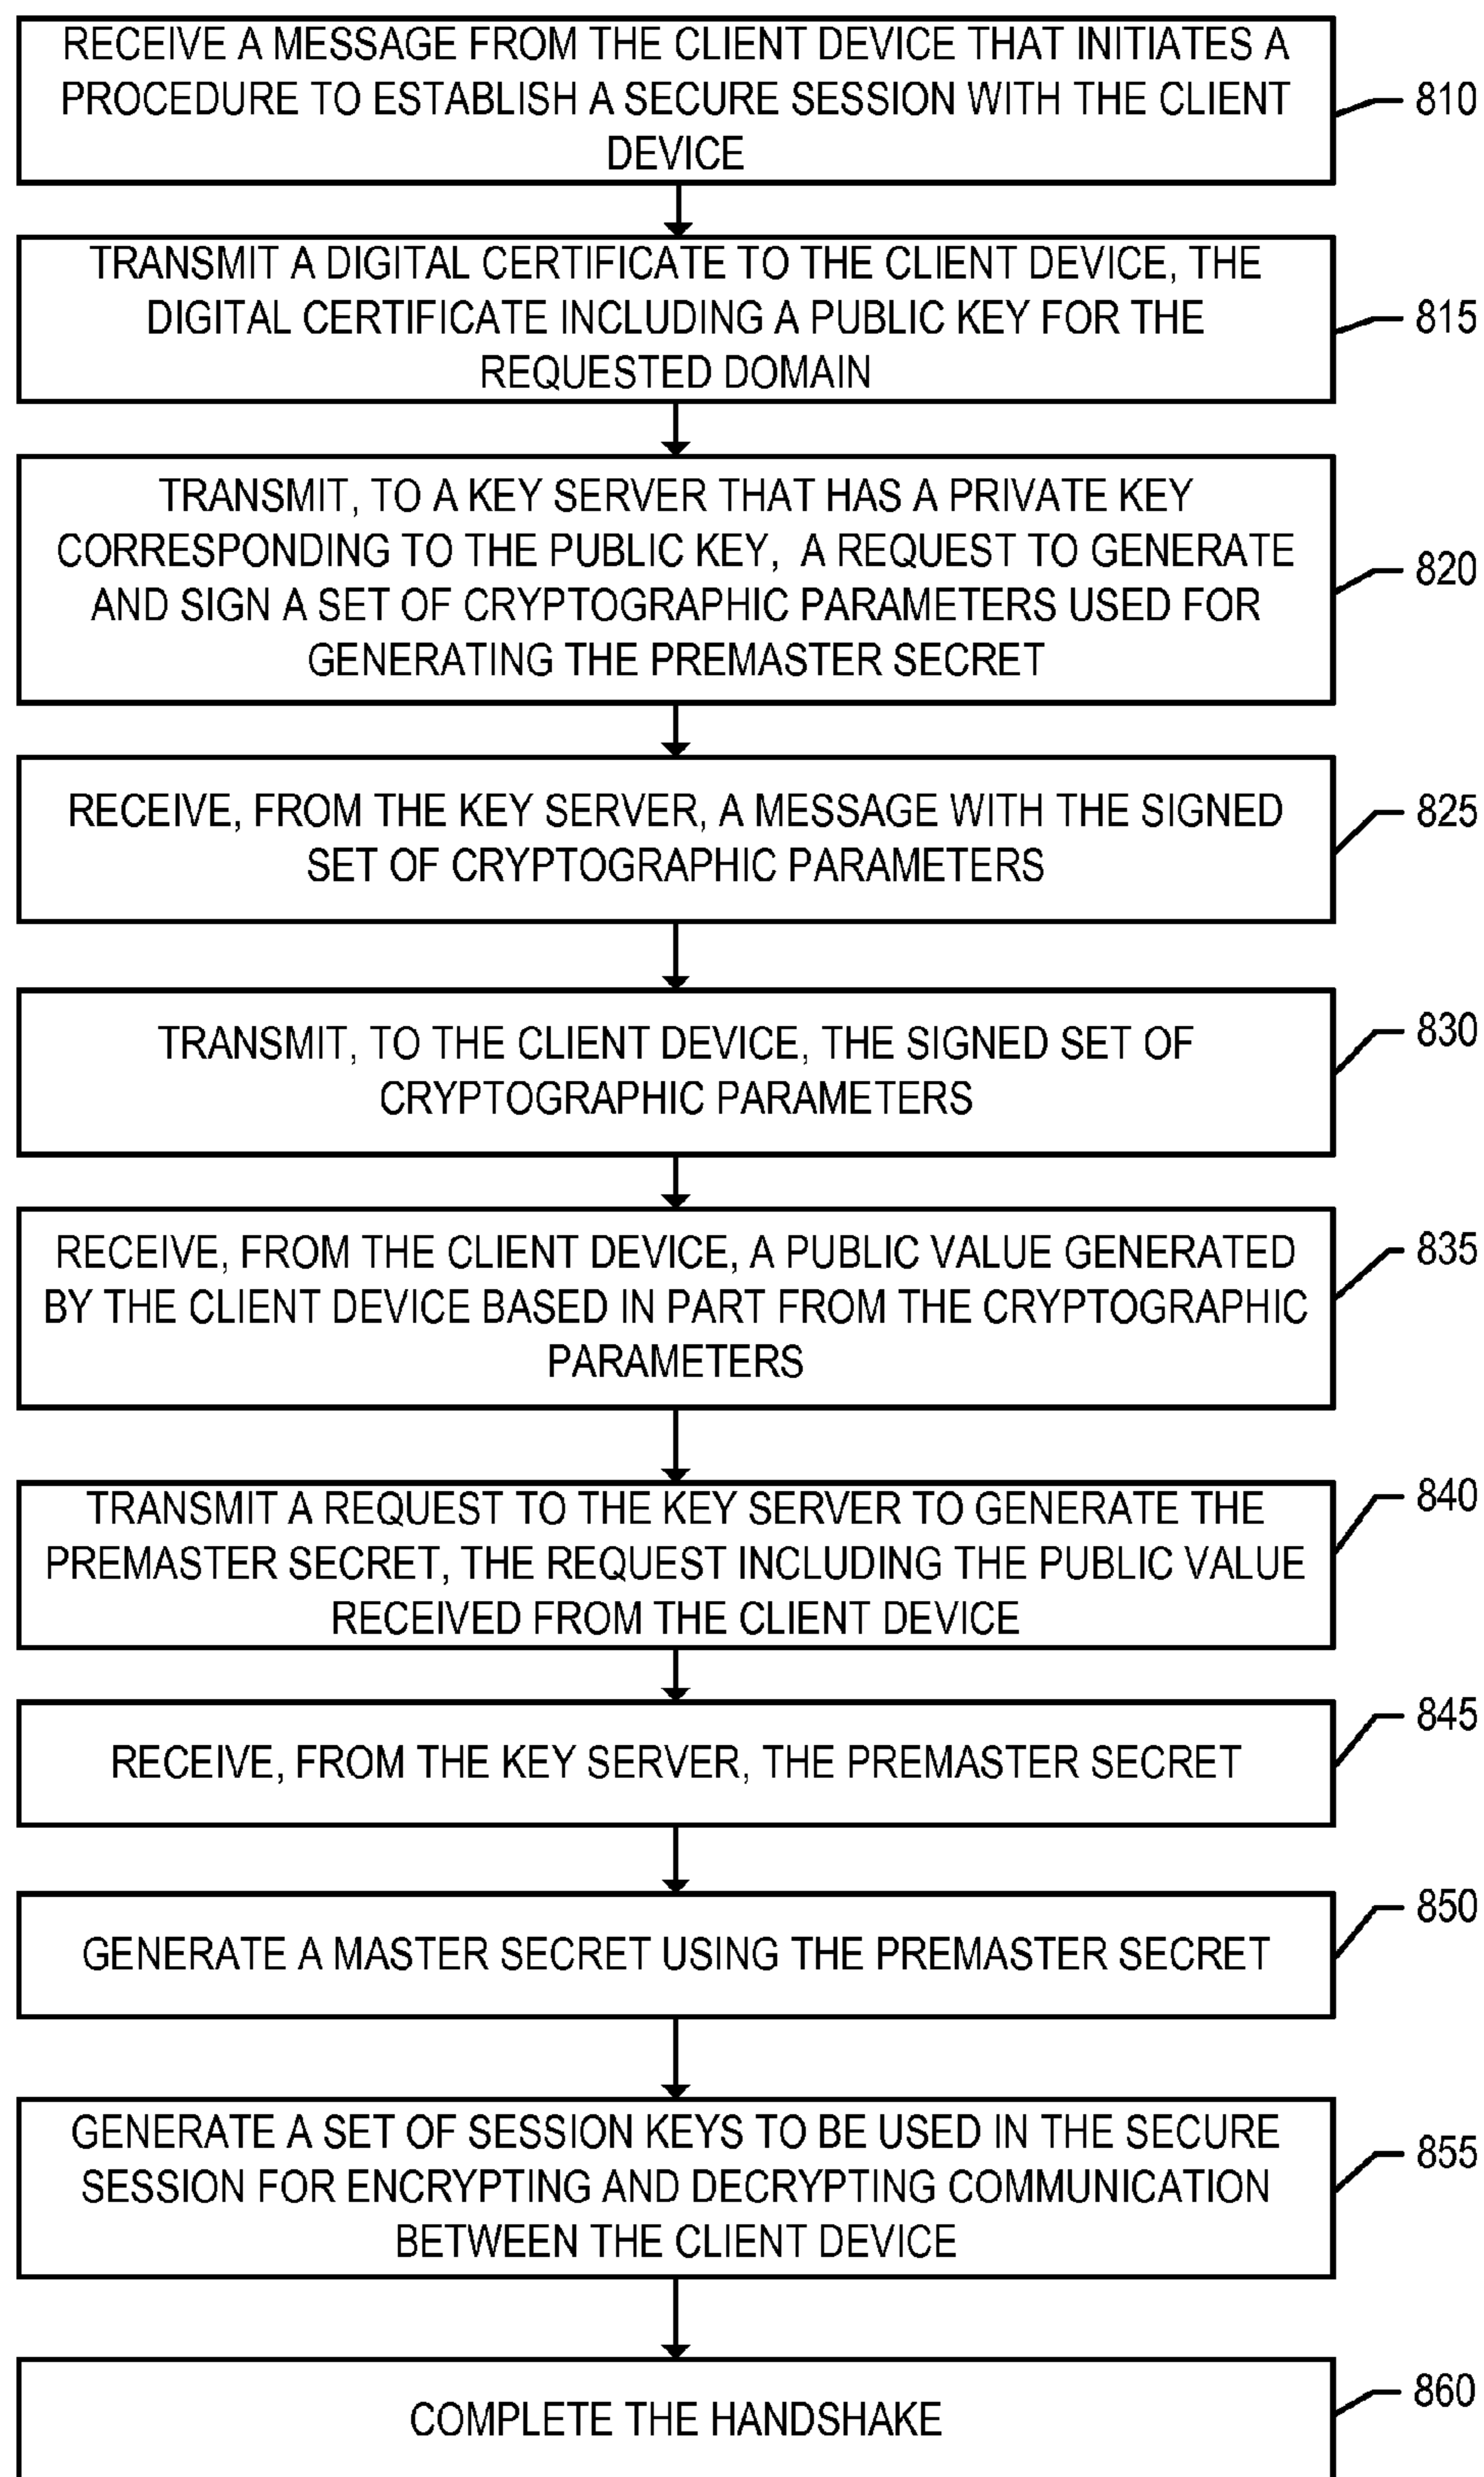 RECEIVE A MESSAGE FROM THE CLIENT DEVICE THAT INITIATES A
PROCEDURE TO ESTABLISH A SECURE SESSION WITH THE CLIENT
DEVICE
810
TRANSMIT A DIGITAL CERTIFICATE TO THE CLIENT DEVICE, THE
DIGITAL CERTIFICATE INCLUDING A PUBLIC KEY FOR THE
REQUESTED DOMAIN
815
TRANSMIT, TO A KEY SERVER THAT HAS A PRIVATE KEY
CORRESPONDING TO THE PUBLIC KEY, A REQUEST TO GENERATE
AND SIGN A SET OF CRYPTOGRAPHIC PARAMETERS USED FOR
GENERATING THE PREMASTER SECRET
820
RECEIVE, FROM THE KEY SERVER, A MESSAGE WITH THE SIGNED
SET OF CRYPTOGRAPHIC PARAMETERS
825
TRANSMIT, TO THE CLIENT DEVICE, THE SIGNED SET OF
CRYPTOGRAPHIC PARAMETERS
830
RECEIVE, FROM THE CLIENT DEVICE, A PUBLIC VALUE GENERATED
BY THE CLIENT DEVICE BASED IN PART FROM THE CRYPTOGRAPHIC
PARAMETERS
835
TRANSMIT A REQUEST TO THE KEY SERVER TO GENERATE THE
PREMASTER SECRET, THE REQUEST INCLUDING THE PUBLIC VALUE
RECEIVED FROM THE CLIENT DEVICE
840
RECEIVE, FROM THE KEY SERVER, THE PREMASTER SECRET
845
GENERATE A MASTER SECRET USING THE PREMASTER SECRET
850
GENERATE A SET OF SESSION KEYS TO BE USED IN THE SECURE
SESSION FOR ENCRYPTING AND DECRYPTING COMMUNICATION
BETWEEN THE CLIENT DEVICE
855
COMPLETE THE HANDSHAKE
860